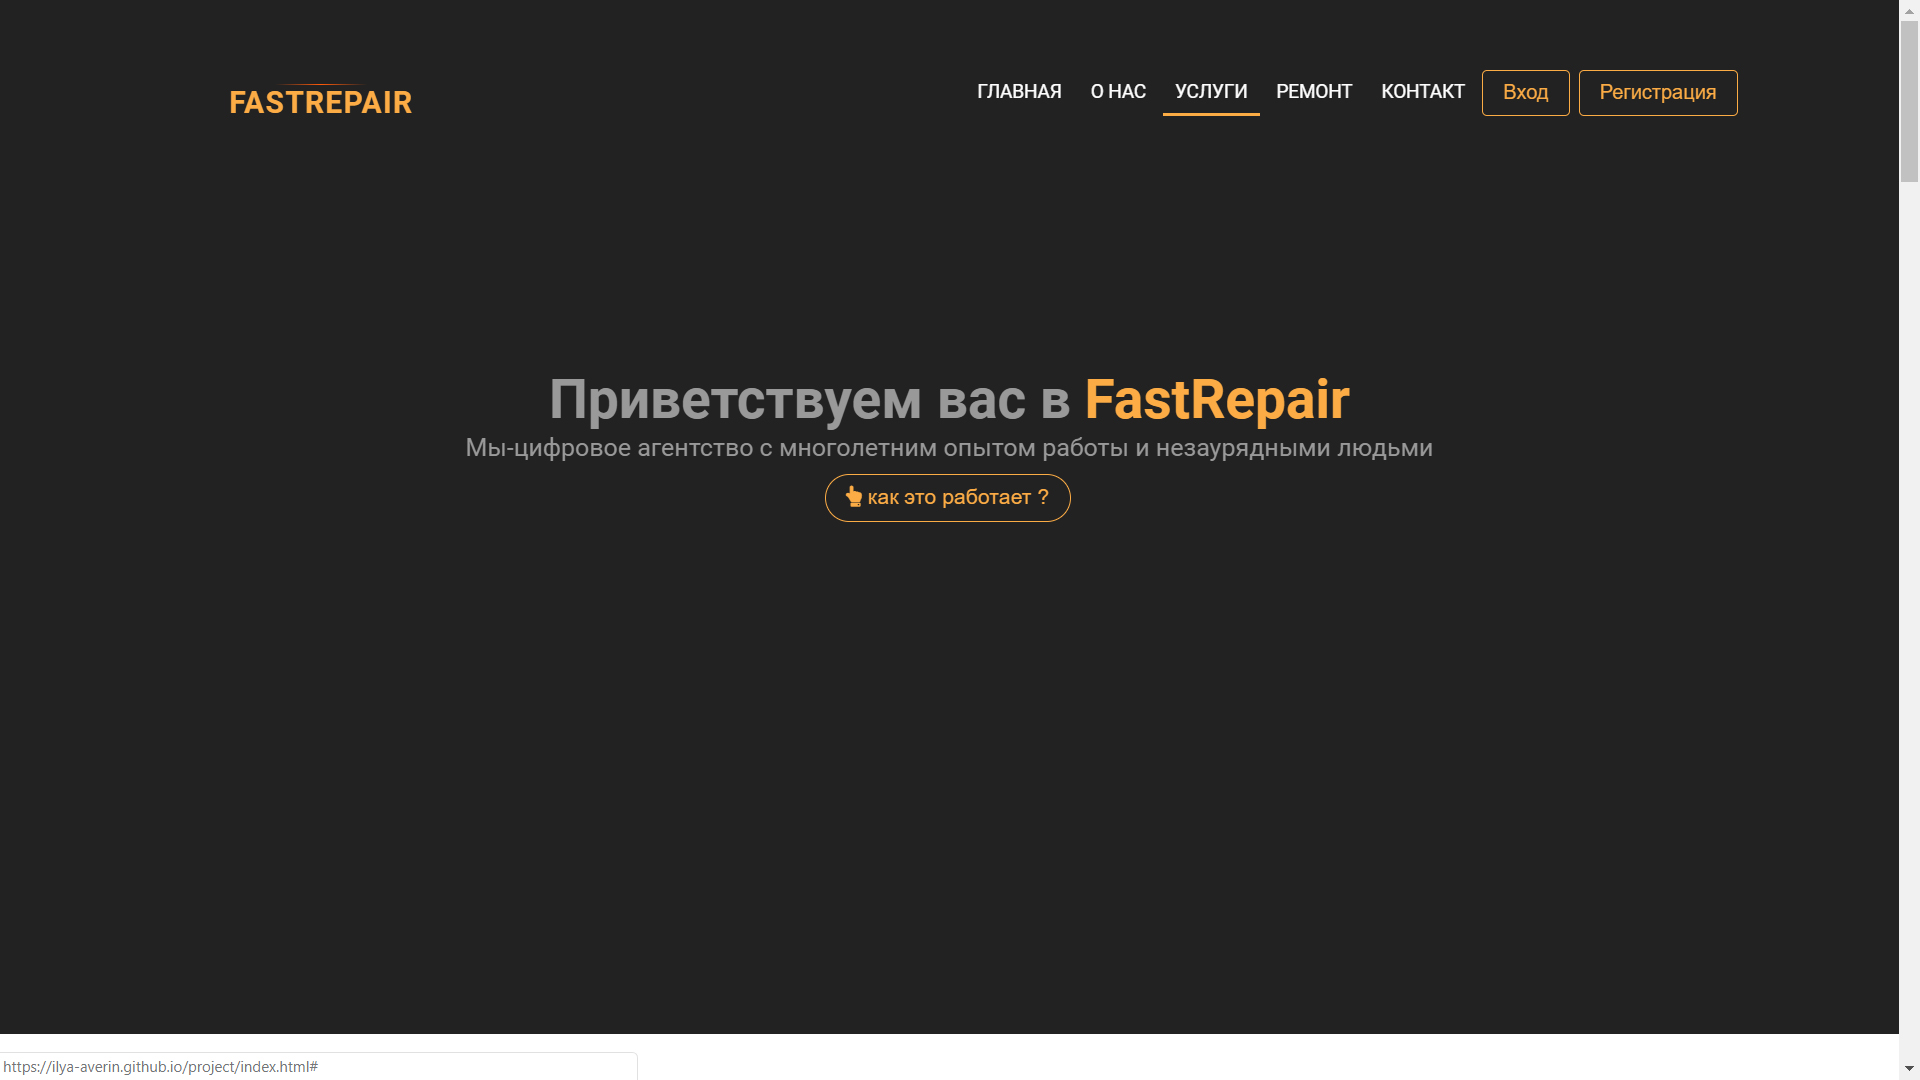 FASTREPAIR
ГЛАВНАЯ О НАС УСЛУГИ РЕМОНТ КОНТАКТ Вход Регистрация
Приветствуем вас в FastRepair
Мы-цифровое агентство с многолетним опытом работы и незаурядными людьми
как это работает ?
https://ilya-averin.github.io/project/index.html#